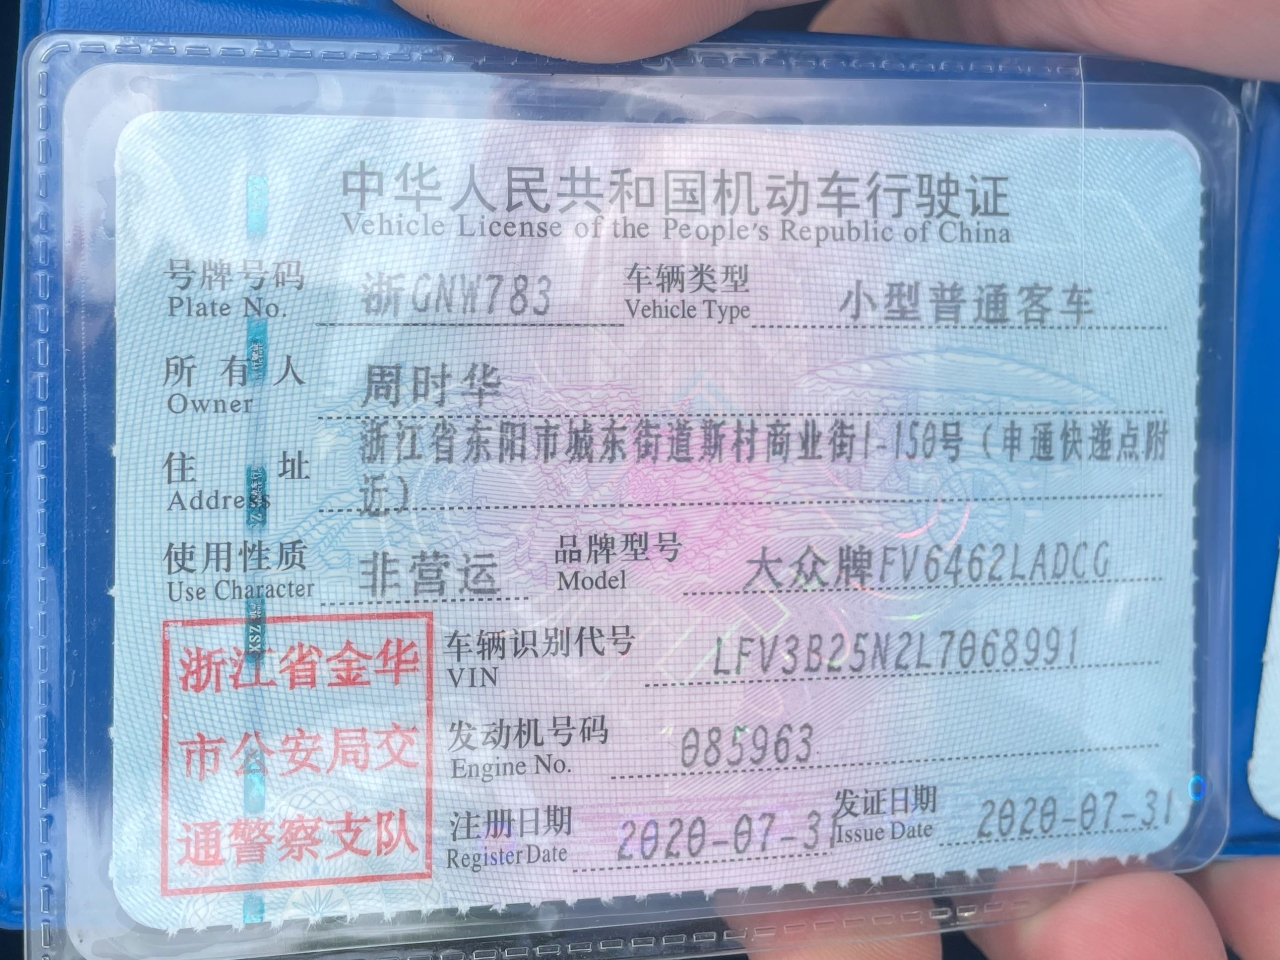 中华人民共和国机动车行驶证
Vehicle License of the People's Republic of China
号牌号码 浙GNW783 车辆类型 小型普通客车
Plate No. Vehicle Type
所有人 周时华
Owner
住址 浙江省东阳市城东街道斯村商业街1-150号（申通快递点附
Address 近）
使用性质 非营运 品牌型号 大众牌FV6462LADCG
Use Character Model
浙江省金华
市公安局交
通警察支队
车辆识别代号 LFV3B25N2L7068991
VIN
发动机号码 085963
Engine No.
注册日期 2020-07-31 发证日期 2020-07-31
Register Date Issue Date
XSZ